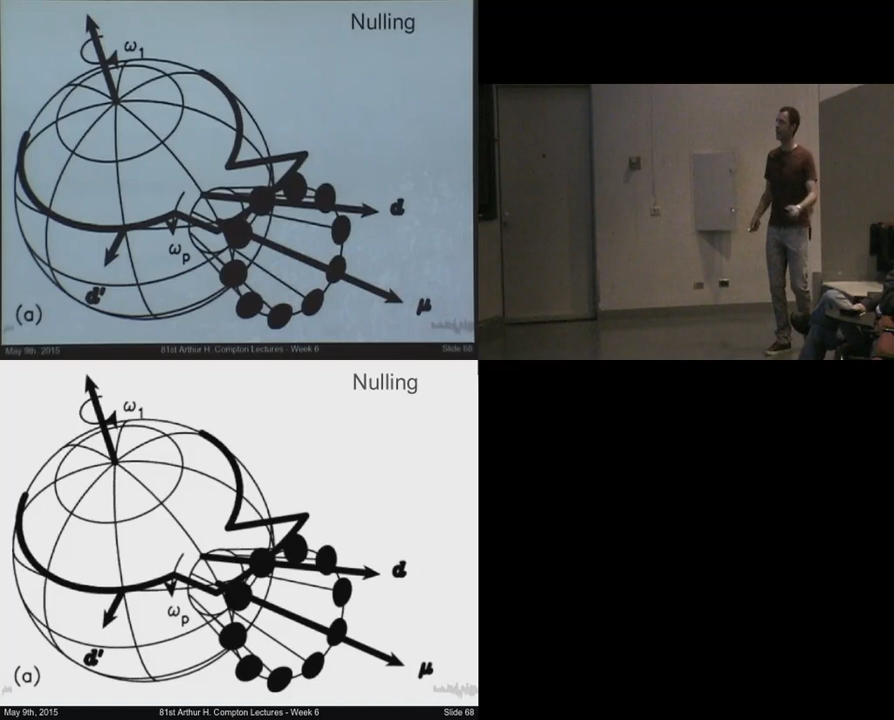 Nulling
ω1
d
ωp
d'
μ
(a)
May 9th, 2015 81st Arthur H. Compton Lectures - Week 6 Slide 68
Nulling
ω1
d
ωp
d'
μ
(a)
May 9th, 2015 81st Arthur H. Compton Lectures - Week 6 Slide 68